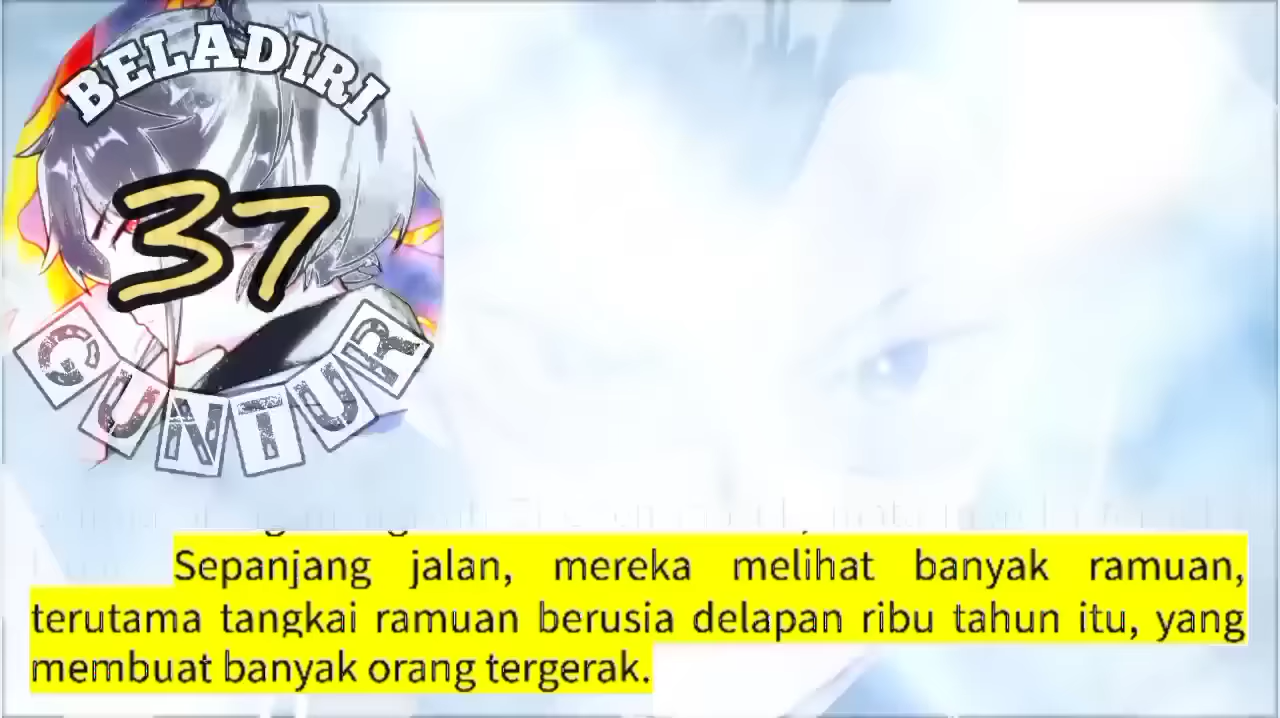 BELADIRI
37
GUNTUR
Sepanjang jalan, mereka melihat banyak ramuan,
terutama tangkai ramuan berusia delapan ribu tahun itu, yang
membuat banyak orang tergerak.